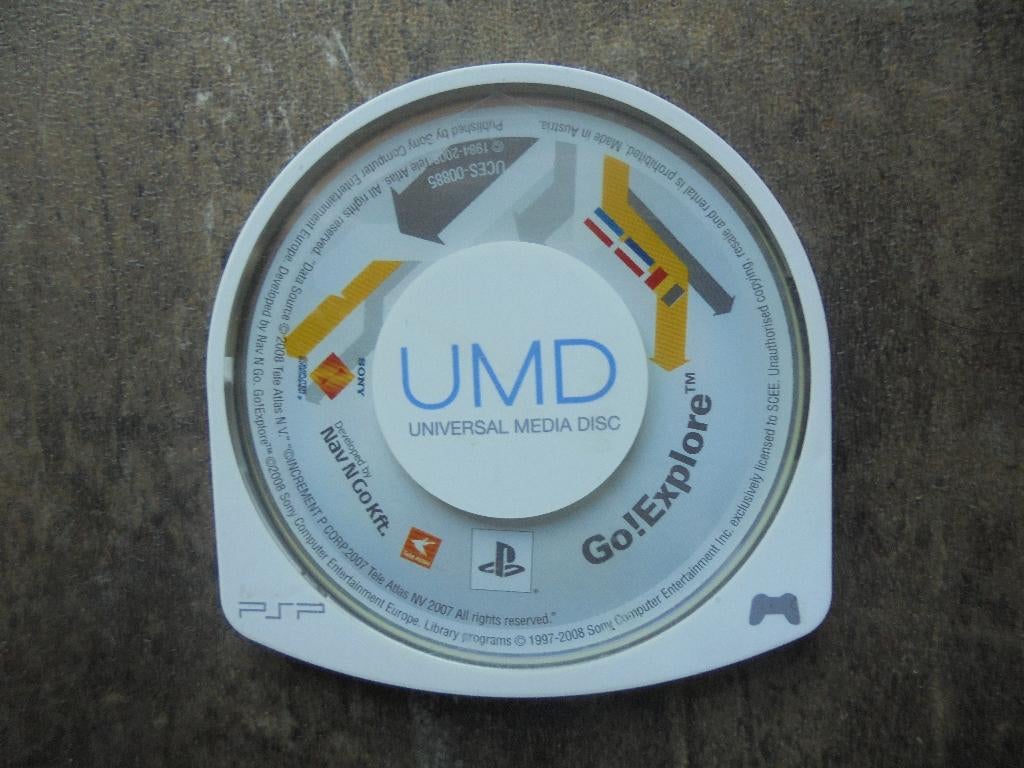 UMD
UNIVERSAL MEDIA DISC
Go!Explore™
SONY
Developed by
Nav N Go Kft.
Tele Atlas
UCES-00885
© 1984-2008 Tele Atlas. All rights reserved. "Data Source © 2008 Tele Atlas N.V." "©INCREMENT P CORP.2007 Tele Atlas NV 2007 All rights reserved."
Published by Sony Computer Entertainment Europe. Developed by Nav N Go. Go!Explore™ ©2008 Sony Computer Entertainment Europe. Library programs © 1997-2008 Sony Computer Entertainment Inc. exclusively licensed to SCEE. Unauthorised copying, resale and rental is prohibited. Made in Austria.
PSP